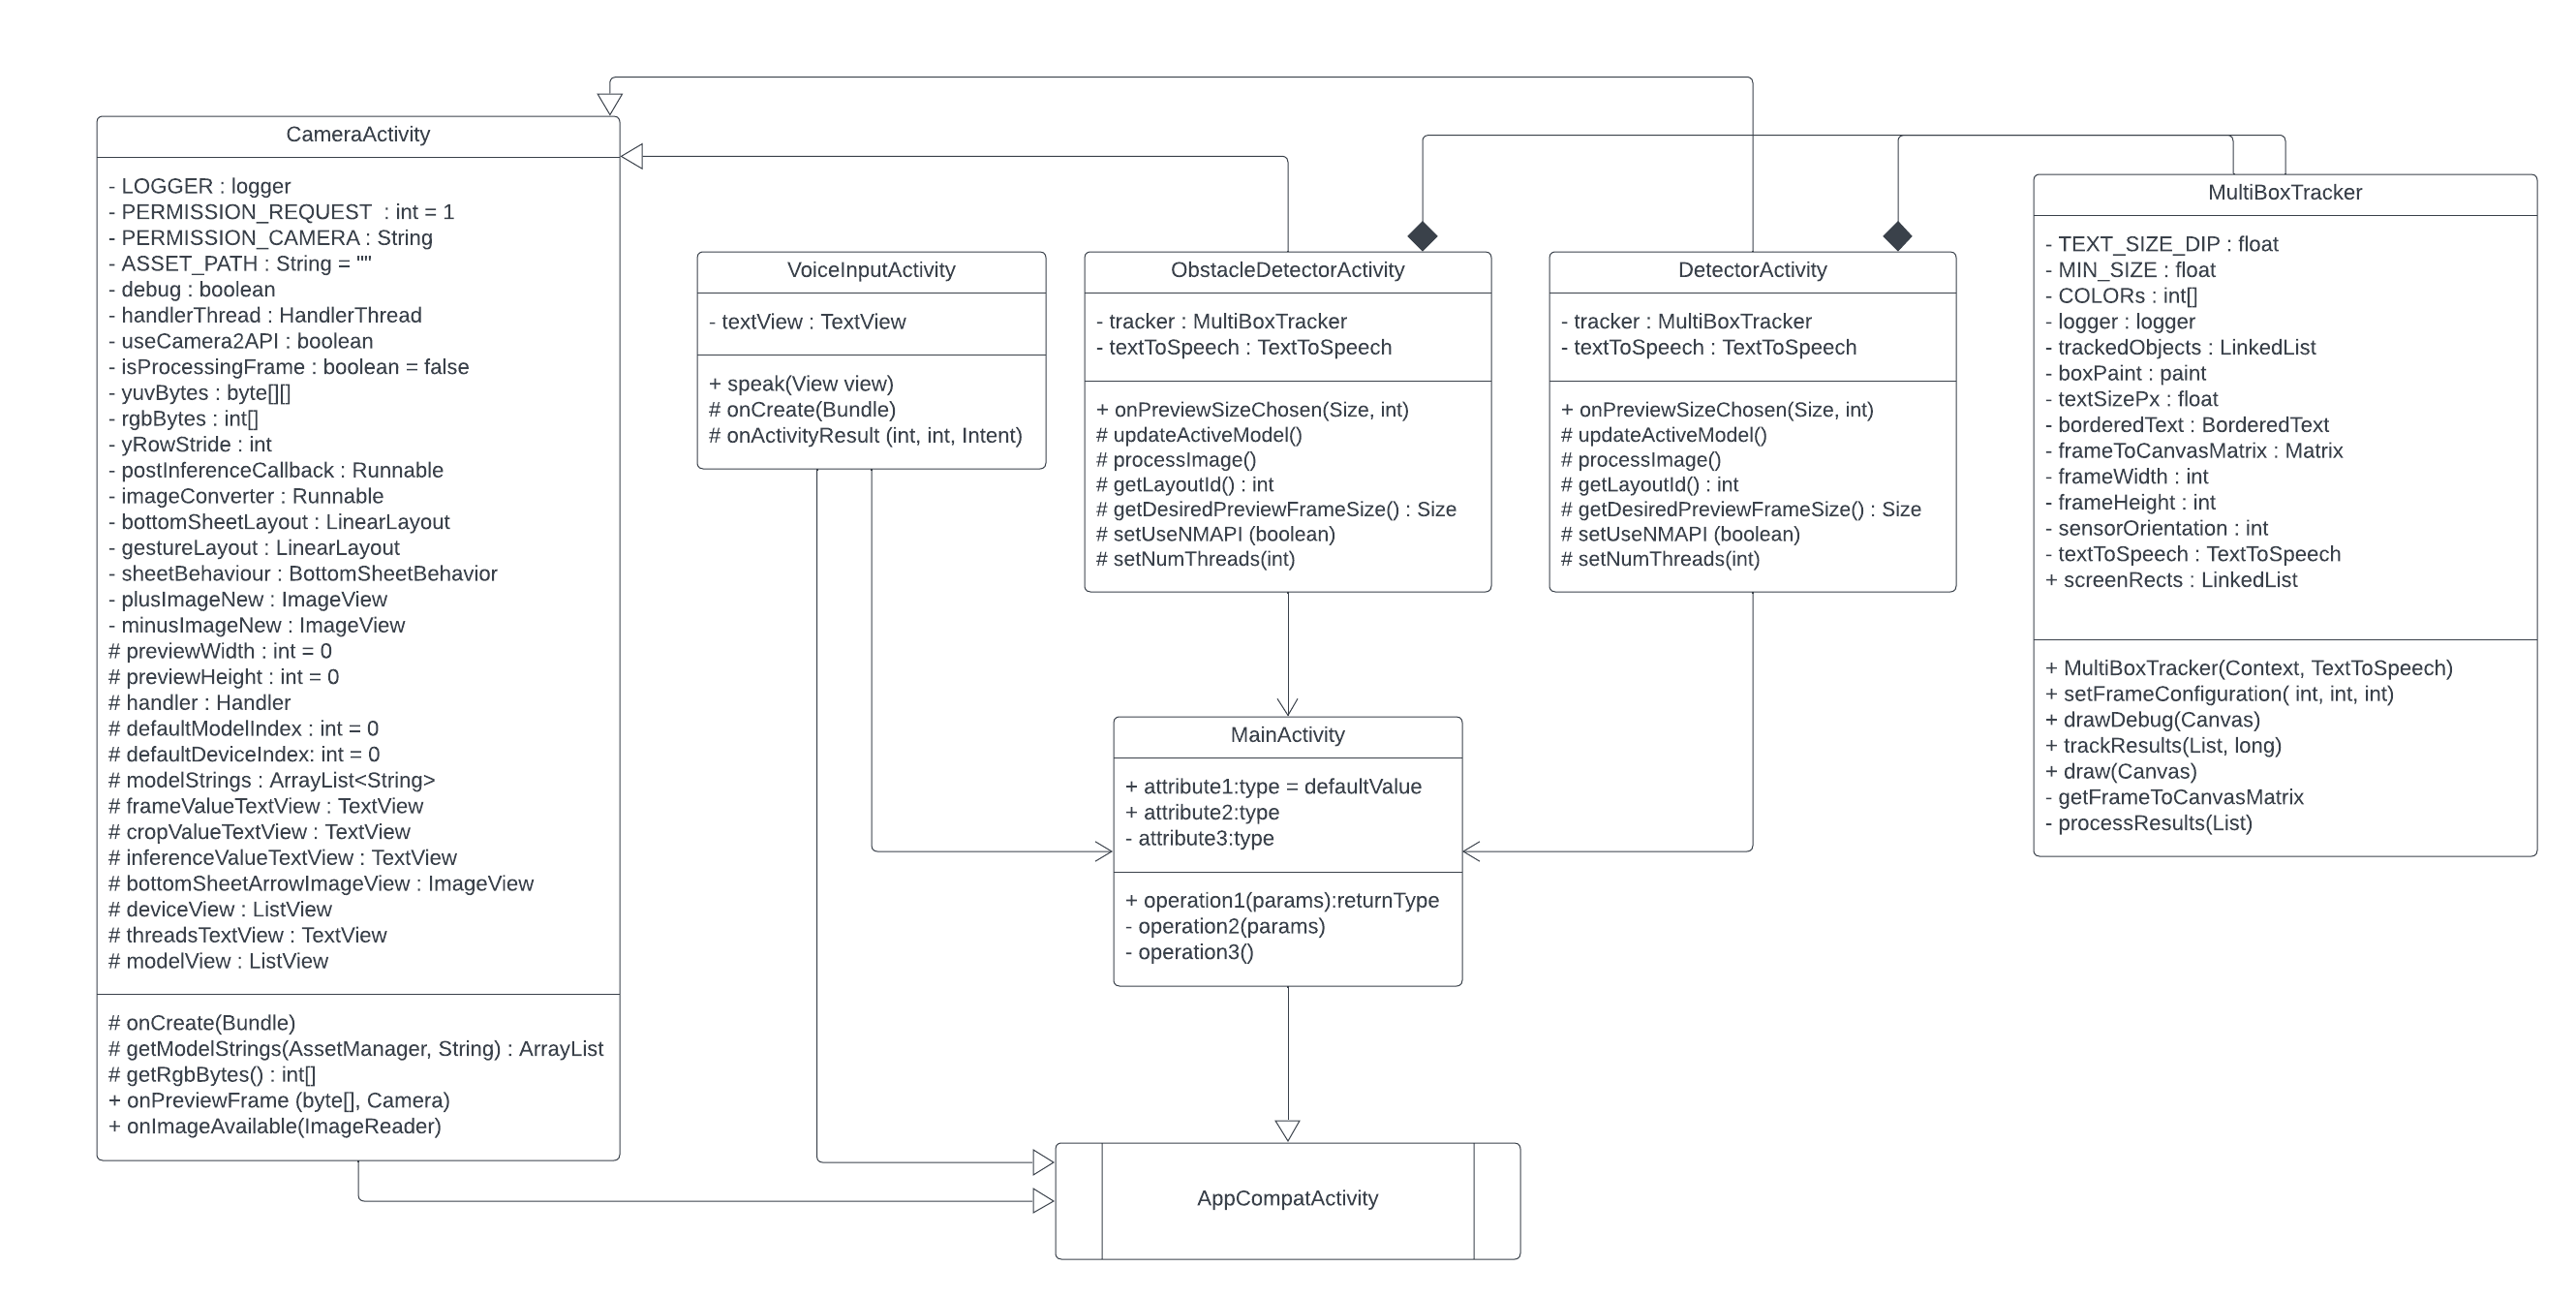 CameraActivity
- LOGGER : logger
- PERMISSION_REQUEST  : int = 1
- PERMISSION_CAMERA : String
- ASSET_PATH : String = ""
- debug : boolean
- handlerThread : HandlerThread
- useCamera2API : boolean
- isProcessingFrame : boolean = false
- yuvBytes : byte[][]
- rgbBytes : int[]
- yRowStride : int
- postInferenceCallback : Runnable
- imageConverter : Runnable
- bottomSheetLayout : LinearLayout
- gestureLayout : LinearLayout
- sheetBehaviour : BottomSheetBehavior
- plusImageNew : ImageView
- minusImageNew : ImageView
# previewWidth : int = 0
# previewHeight : int = 0
# handler : Handler
# defaultModelIndex : int = 0
# defaultDeviceIndex: int = 0
# modelStrings : ArrayList<String>
# frameValueTextView : TextView
# cropValueTextView : TextView
# inferenceValueTextView : TextView
# bottomSheetArrowImageView : ImageView
# deviceView : ListView
# threadsTextView : TextView
# modelView : ListView
# onCreate(Bundle)
# getModelStrings(AssetManager, String) : ArrayList
# getRgbBytes() : int[]
+ onPreviewFrame (byte[], Camera)
+ onImageAvailable(ImageReader)
VoiceInputActivity
- textView : TextView
+ speak(View view)
# onCreate(Bundle)
# onActivityResult (int, int, Intent)
ObstacleDetectorActivity
- tracker : MultiBoxTracker
- textToSpeech : TextToSpeech
+ onPreviewSizeChosen(Size, int)
# updateActiveModel()
# processImage()
# getLayoutId() : int
# getDesiredPreviewFrameSize() : Size
# setUseNMAPI (boolean)
# setNumThreads(int)
DetectorActivity
- tracker : MultiBoxTracker
- textToSpeech : TextToSpeech
+ onPreviewSizeChosen(Size, int)
# updateActiveModel()
# processImage()
# getLayoutId() : int
# getDesiredPreviewFrameSize() : Size
# setUseNMAPI (boolean)
# setNumThreads(int)
MultiBoxTracker
- TEXT_SIZE_DIP : float
- MIN_SIZE : float
- COLORs : int[]
- logger : logger
- trackedObjects : LinkedList
- boxPaint : paint
- textSizePx : float
- borderedText : BorderedText
- frameToCanvasMatrix : Matrix
- frameWidth : int
- frameHeight : int
- sensorOrientation : int
- textToSpeech : TextToSpeech
+ screenRects : LinkedList
+ MultiBoxTracker(Context, TextToSpeech)
+ setFrameConfiguration( int, int, int)
+ drawDebug(Canvas)
+ trackResults(List, long)
+ draw(Canvas)
- getFrameToCanvasMatrix
- processResults(List)
MainActivity
+ attribute1:type = defaultValue
+ attribute2:type
- attribute3:type
+ operation1(params):returnType
- operation2(params)
- operation3()
AppCompatActivity